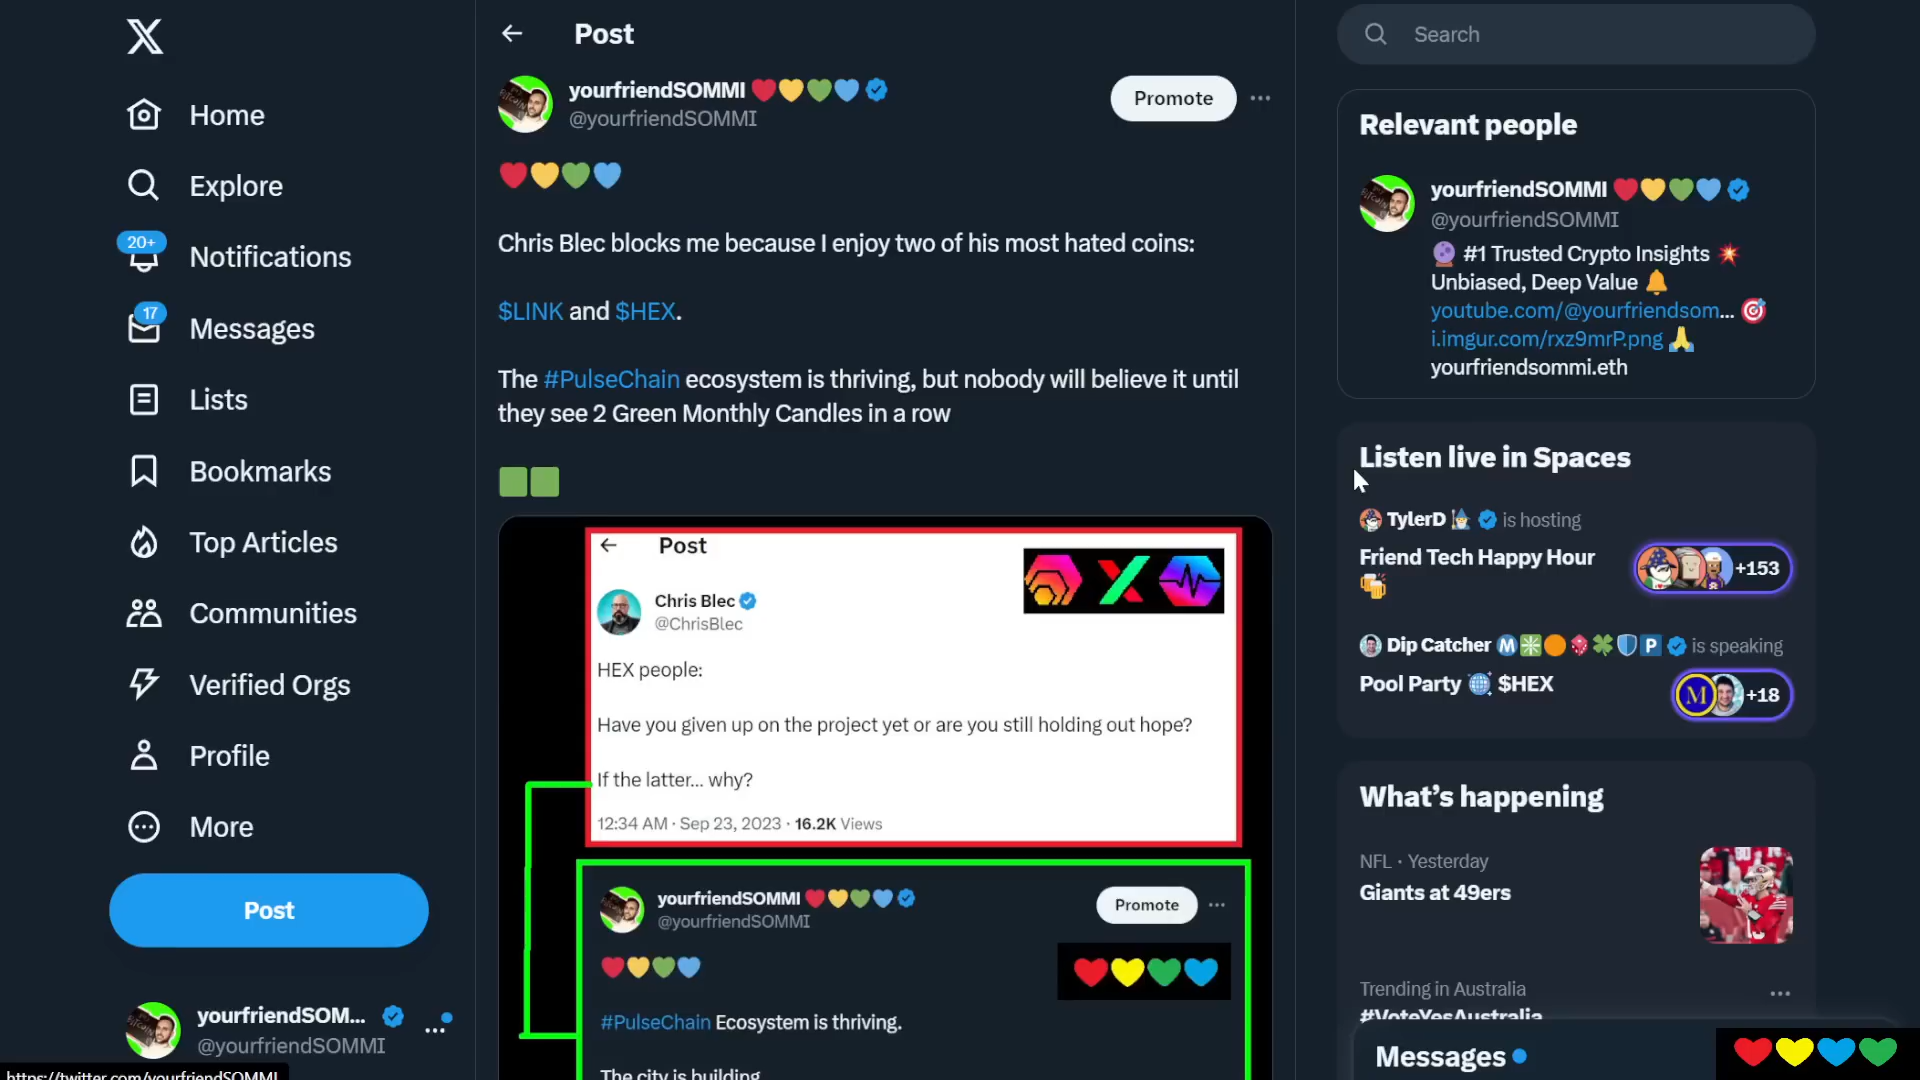 Home
Explore
20+
Notifications
17
Messages
Lists
Bookmarks
Top Articles
Communities
Verified Orgs
Profile
More
Post
yourfriendSOM...
@yourfriendSOMMI
https://twitter.com/yourfriendSOMMI
Post
yourfriendSOMMI
@yourfriendSOMMI
Promote
Chris Blec blocks me because I enjoy two of his most hated coins:
$LINK and $HEX.
The #PulseChain ecosystem is thriving, but nobody will believe it until
they see 2 Green Monthly Candles in a row
Post
Chris Blec
@ChrisBlec
HEX people:
Have you given up on the project yet or are you still holding out hope?
If the latter... why?
12:34 AM · Sep 23, 2023 · 16.2K Views
yourfriendSOMMI
@yourfriendSOMMI
Promote
#PulseChain Ecosystem is thriving.
The city is building
Search
Relevant people
yourfriendSOMMI
@yourfriendSOMMI
#1 Trusted Crypto Insights
Unbiased, Deep Value
youtube.com/@yourfriendsom...
i.imgur.com/rxz9mrP.png
yourfriendsommi.eth
Listen live in Spaces
TylerD is hosting
Friend Tech Happy Hour
+153
Dip Catcher is speaking
Pool Party $HEX
+18
What's happening
NFL · Yesterday
Giants at 49ers
Trending in Australia
#VoteYesAustralia
Messages